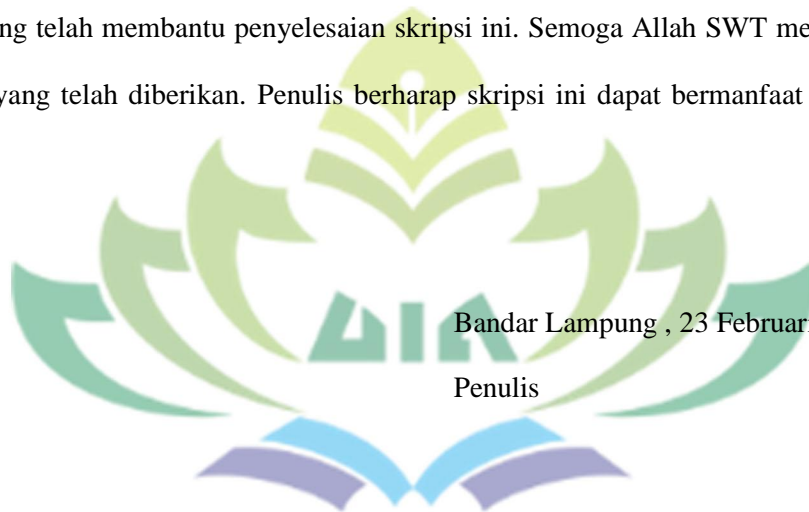 ng telah membantu penyelesaian skripsi ini. Semoga Allah SWT me
yang telah diberikan. Penulis berharap skripsi ini dapat bermanfaat
UIN
Bandar Lampung , 23 Februari
Penulis